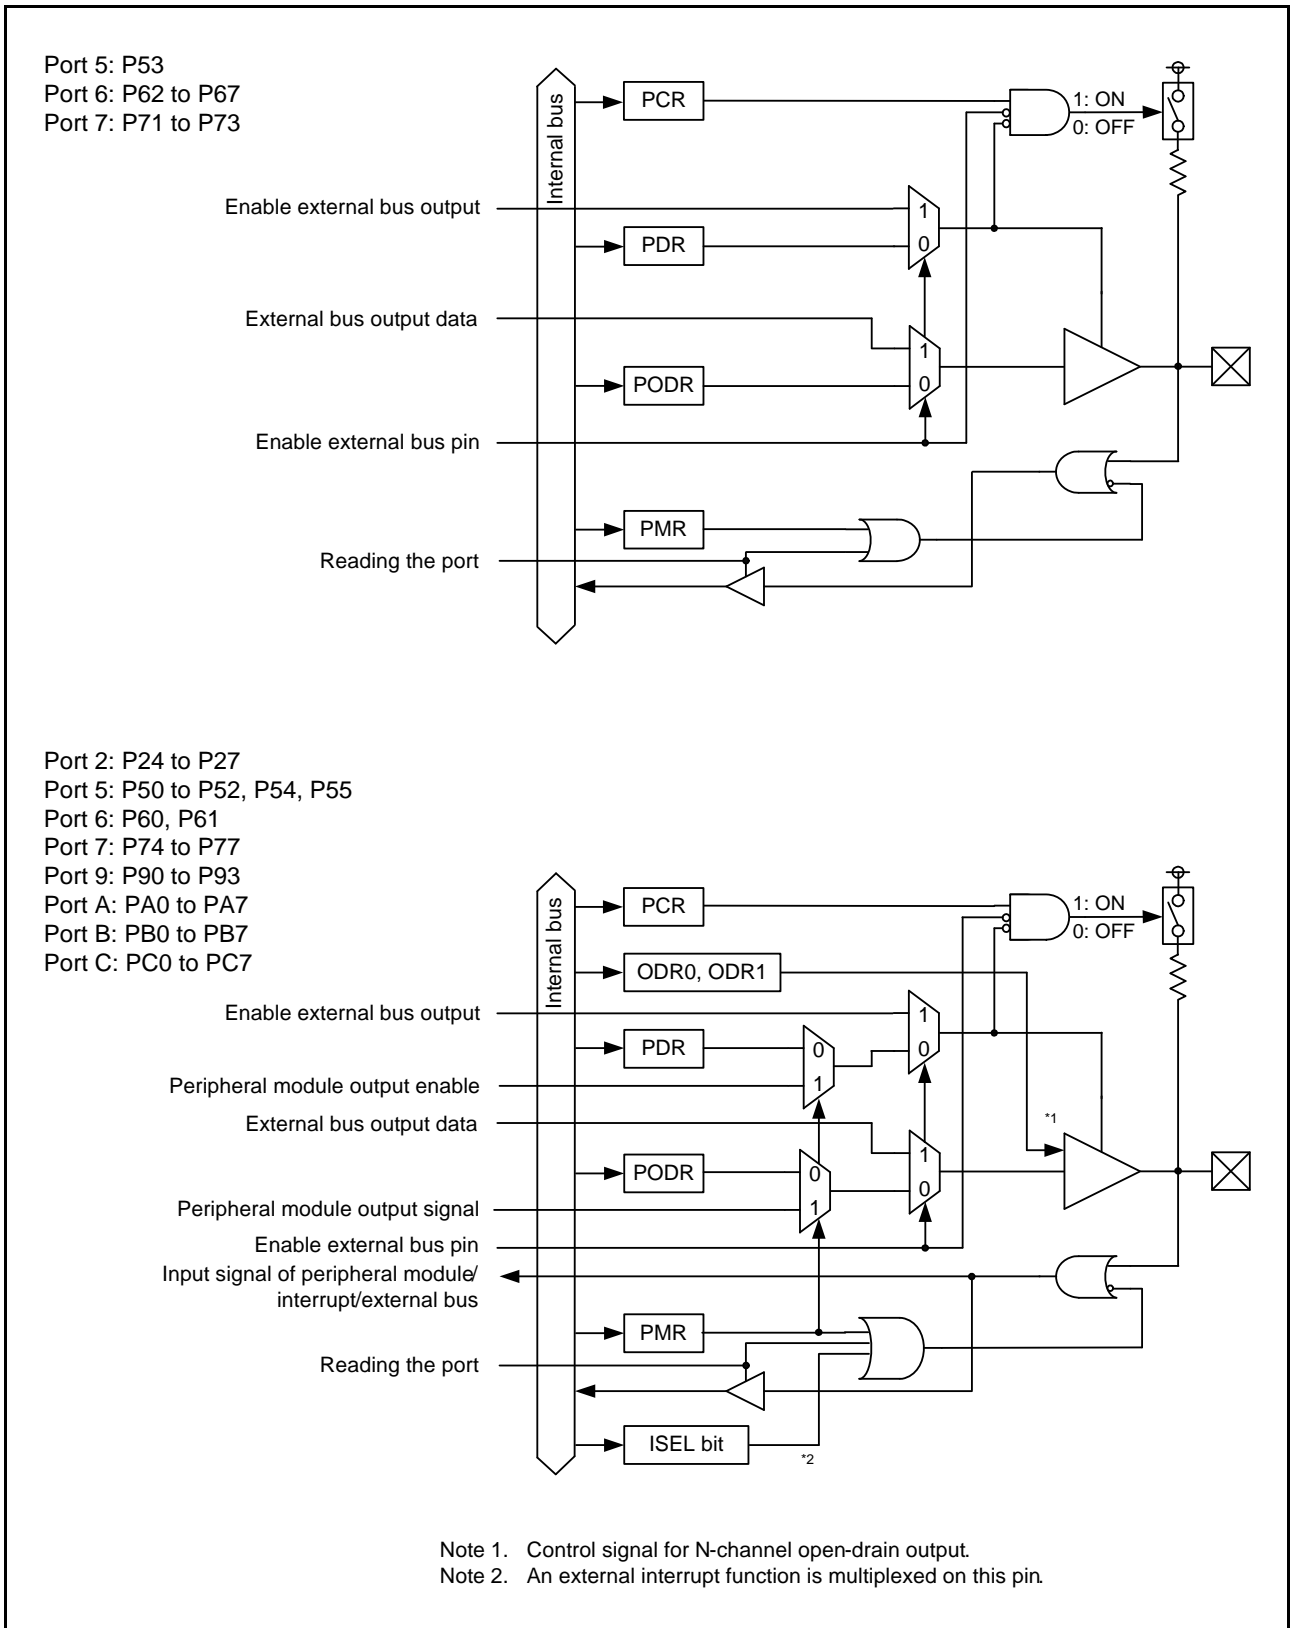 Port 5: P53
Port 6: P62 to P67
Port 7: P71 to P73
Internal bus
PCR
1: ON
0: OFF
Enable external bus output
1
PDR
0
External bus output data
1
PODR
0
Enable external bus pin
PMR
Reading the port
Port 2: P24 to P27
Port 5: P50 to P52, P54, P55
Port 6: P60, P61
Port 7: P74 to P77
Port 9: P90 to P93
Port A: PA0 to PA7
Port B: PB0 to PB7
Port C: PC0 to PC7
Internal bus
PCR
1: ON
0: OFF
ODR0, ODR1
Enable external bus output
1
PDR
0
0
Peripheral module output enable
1
External bus output data
*1
1
PODR
0
0
Peripheral module output signal
1
Enable external bus pin
Input signal of peripheral module/
interrupt/external bus
PMR
Reading the port
ISEL bit
*2
Note 1. Control signal for N-channel open-drain output.
Note 2. An external interrupt function is multiplexed on this pin.